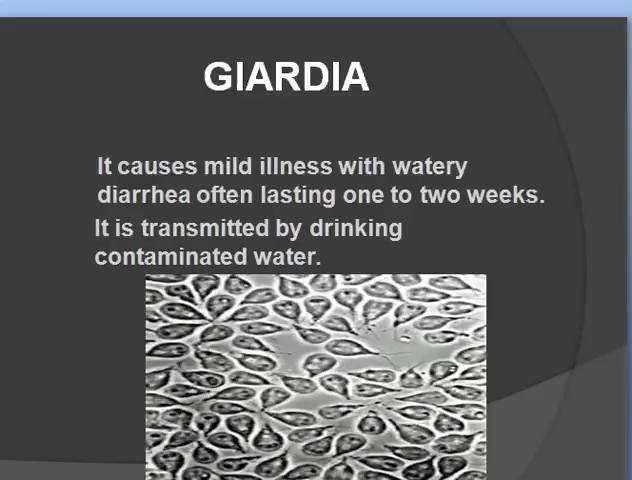 GIARDIA
It causes mild illness with watery
diarrhea often lasting one to two weeks.
It is transmitted by drinking
contaminated water.